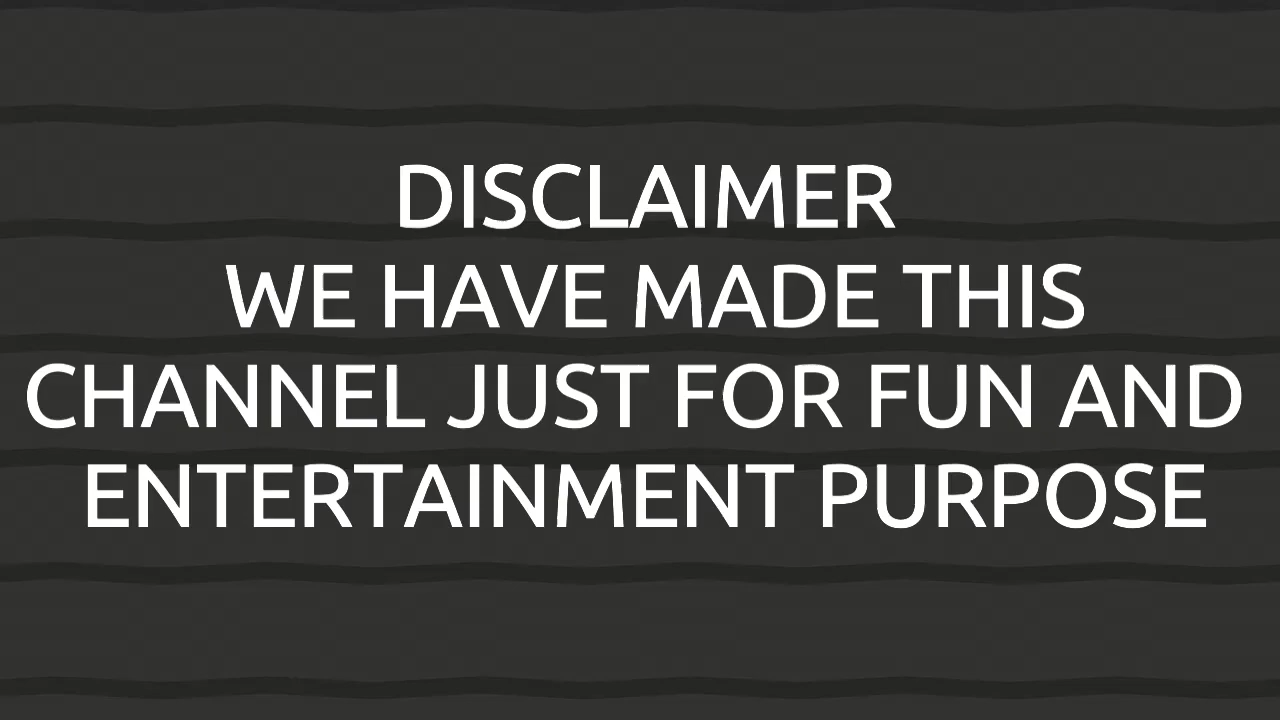 DISCLAIMER
WE HAVE MADE THIS
CHANNEL JUST FOR FUN AND
ENTERTAINMENT PURPOSE